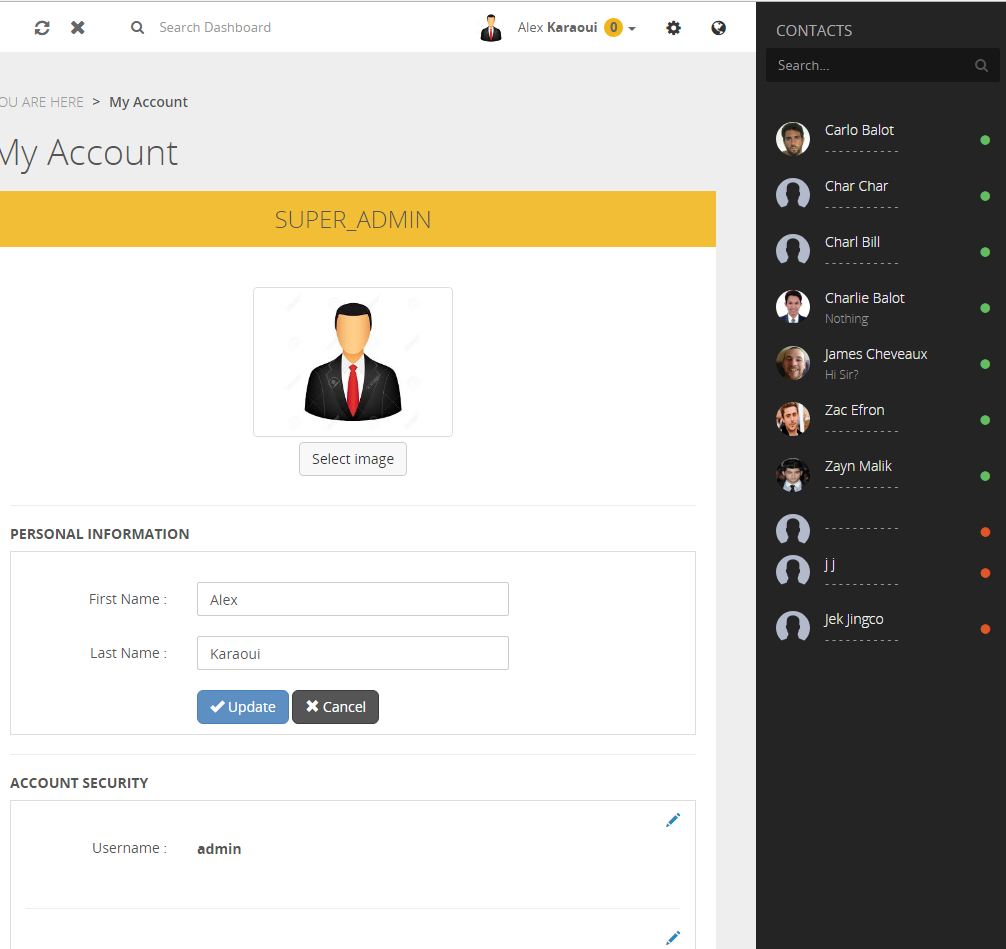 Search Dashboard
Alex Karaoui 0
OU ARE HERE > My Account
My Account
SUPER_ADMIN
Select image
PERSONAL INFORMATION
First Name :
Alex
Last Name :
Karaoui
Update
Cancel
ACCOUNT SECURITY
Username :
admin
CONTACTS
Search...
Carlo Balot
- - - - - - - - - - -
Char Char
- - - - - - - - - - -
Charl Bill
- - - - - - - - - - -
Charlie Balot
Nothing
James Cheveaux
Hi Sir?
Zac Efron
- - - - - - - - - - -
Zayn Malik
- - - - - - - - - - -
- - - - - - - - - - -
j j
- - - - - - - - - - -
Jek Jingco
- - - - - - - - - - -